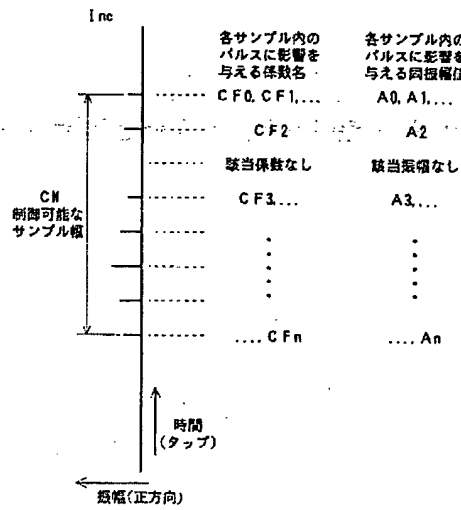 Inc
各サンプル内の
パルスに影響を
与える係数名
各サンプル内の
パルスに影響を
与える同振幅値
CF0, CF1,...
A0, A1,...
CF2
A2
該当係数なし
該当振幅なし
CN
制御可能な
サンプル幅
CF3,...
A3,...
....CFn
....An
時間
(タップ)
振幅(正方向)